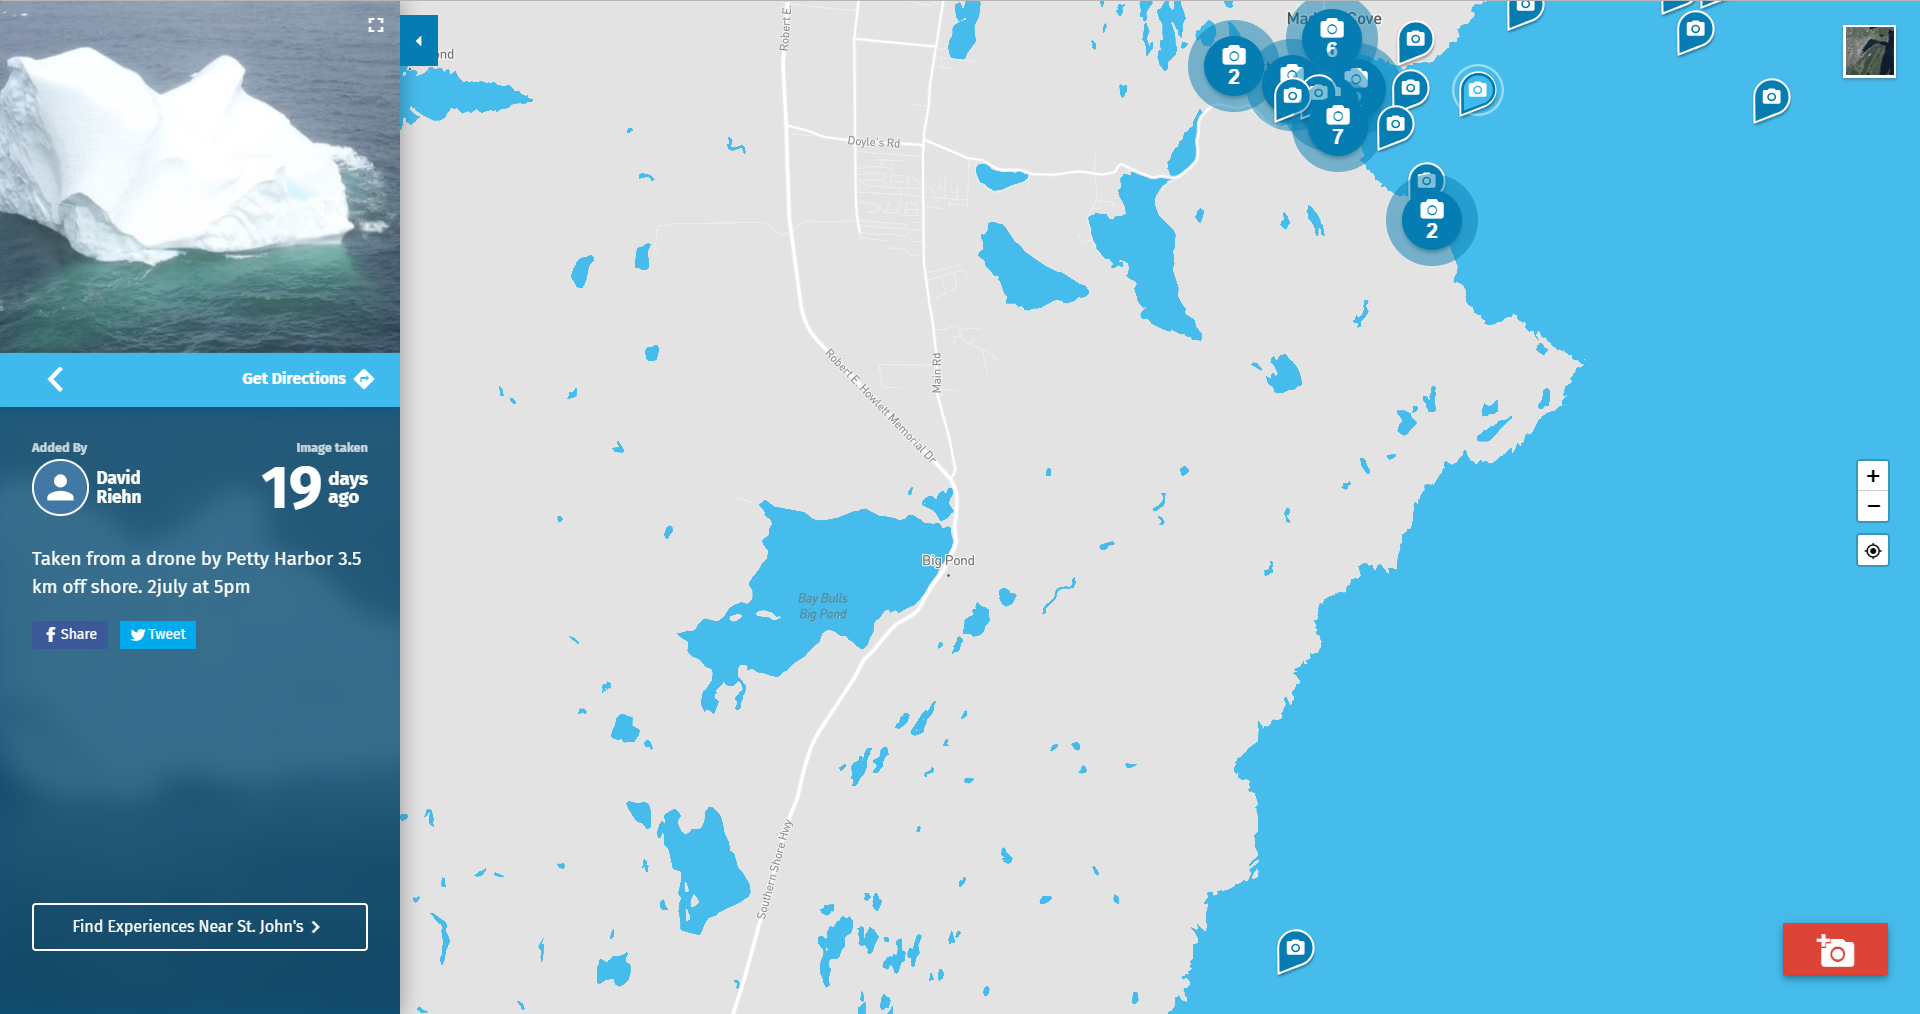 Get Directions
Added By
David
Riehn
Image taken
19 days
ago
Taken from a drone by Petty Harbor 3.5
km off shore. 2july at 5pm
Share
Tweet
Find Experiences Near St. John's
ond
Robert E.
Doyle's Rd
Robert E. Howlett Memorial Dr
Main Rd
Big Pond
Bay Bulls
Big Pond
Southern Shore Hwy
2
6
7
2
+
−